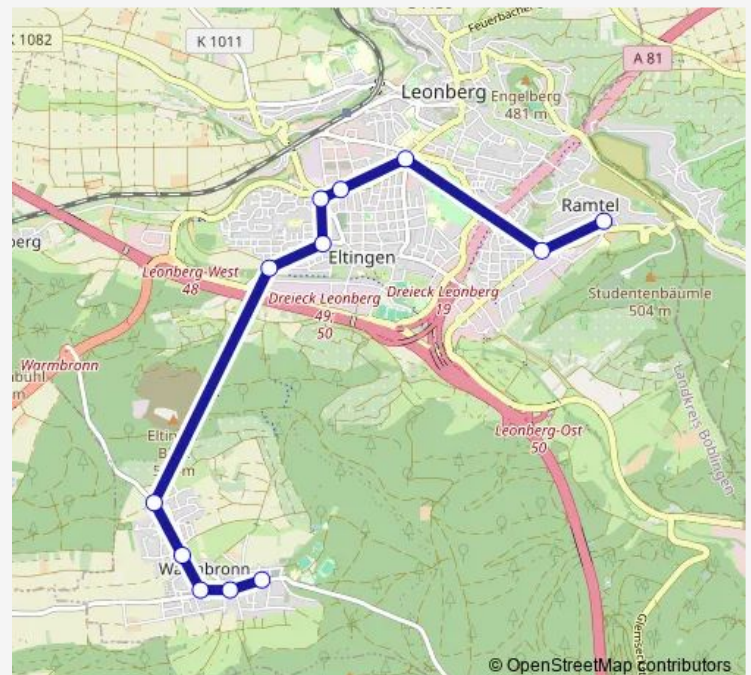 K 1082
K 1011
Feuerbacher
A 81
Leonberg
Engelberg
481 m
Ramtel
Eltingen
Leonberg-West
48
Dreieck Leonberg
49;
50
Dreieck Leonberg
19
Studentenbäumle
504 m
Warmbronn
Landkreis Böblingen
Leonberg-Ost
50
© OpenStreetMap contributors